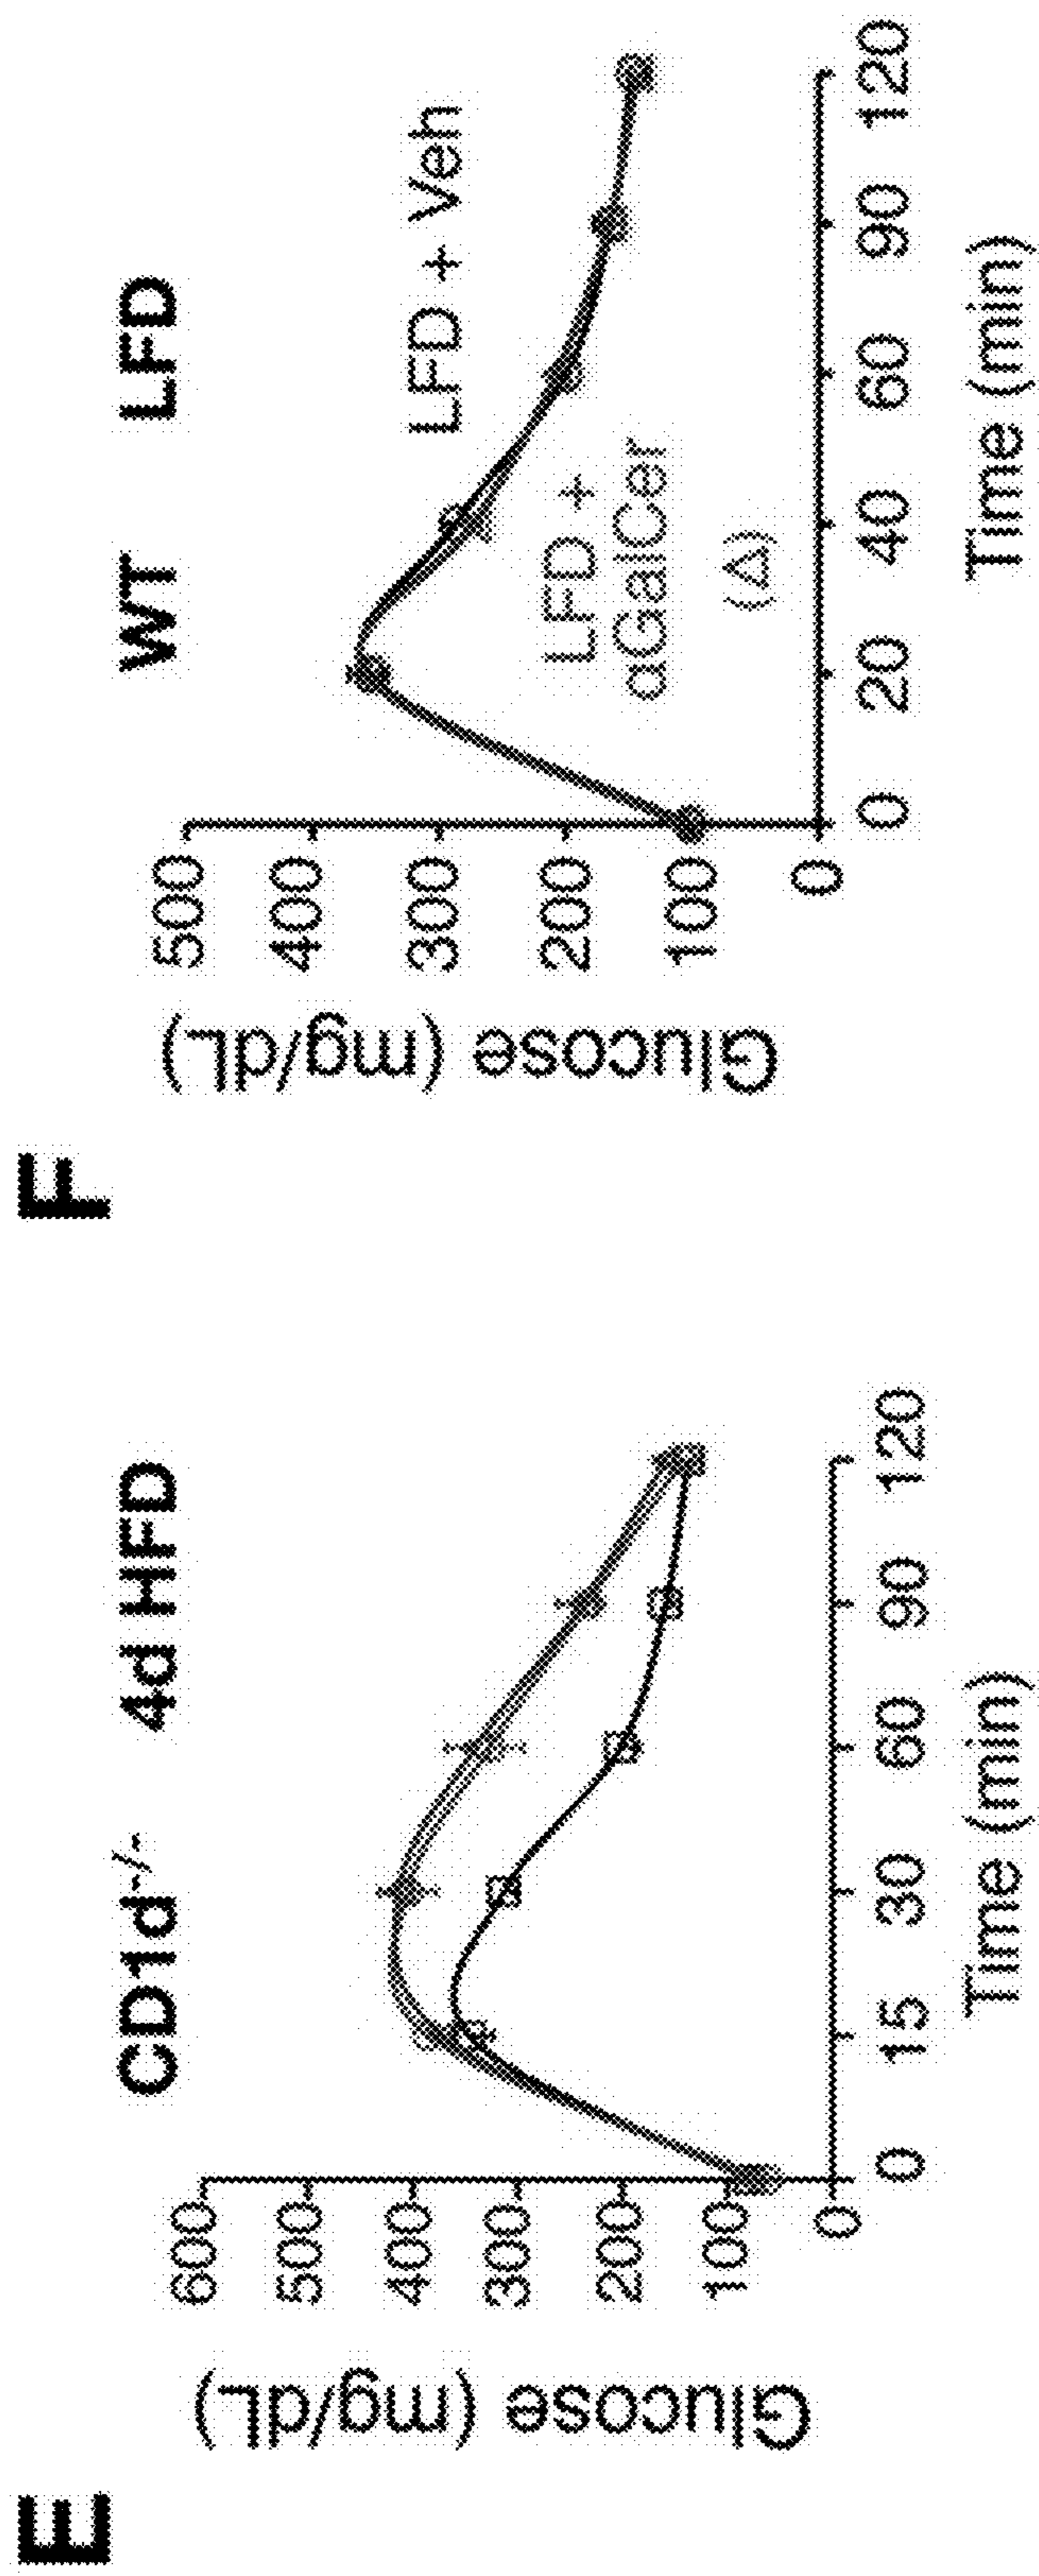 E
CD1d-/- 4d HFD
Glucose (mg/dL)
600
500
400
300
200
100
0
0 15 30 60 90 120
Time (min)
F
WT LFD
Glucose (mg/dL)
500
400
300
200
100
0
LFD + Veh
LFD +
αGalCer
(Δ)
0 20 40 60 90 120
Time (min)